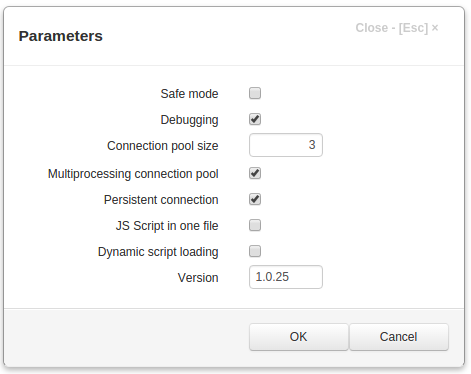 Parameters
Close - [Esc] ×
Safe mode
Debugging
Connection pool size 3
Multiprocessing connection pool
Persistent connection
JS Script in one file
Dynamic script loading
Version 1.0.25
OK Cancel